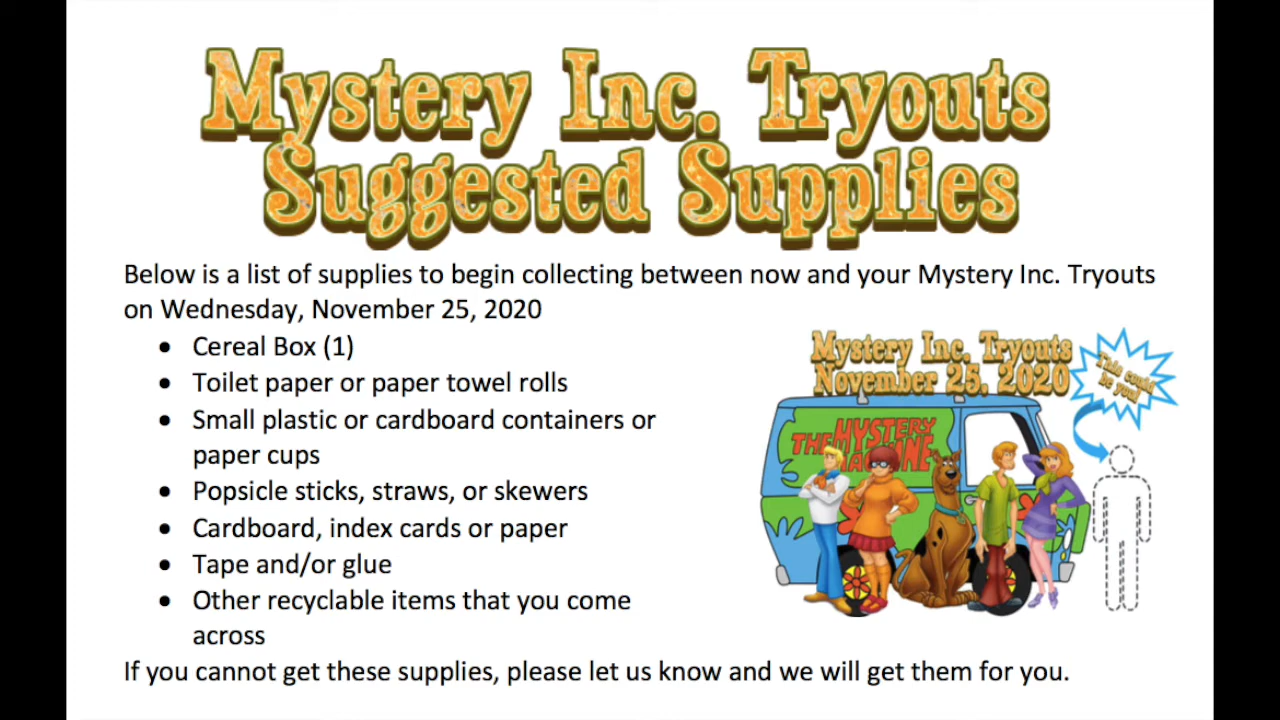 Mystery Inc. Tryouts
Suggested Supplies
Below is a list of supplies to begin collecting between now and your Mystery Inc. Tryouts
on Wednesday, November 25, 2020
• Cereal Box (1)
• Toilet paper or paper towel rolls
• Small plastic or cardboard containers or
paper cups
• Popsicle sticks, straws, or skewers
• Cardboard, index cards or paper
• Tape and/or glue
• Other recyclable items that you come
across
If you cannot get these supplies, please let us know and we will get them for you.
Mystery Inc. Tryouts
November 25, 2020
This could
be you!
THE MYSTERY
MACHINE